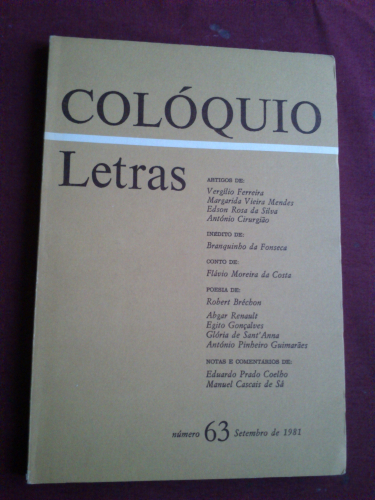 COLÓQUIO
Letras
ARTIGOS DE:
Vergílio Ferreira
Margarida Vieira Mendes
Edson Rosa da Silva
António Cirurgião
INÉDITO DE:
Branquinho da Fonseca
CONTO DE:
Flávio Moreira da Costa
POESIA DE:
Robert Bréchon
Abgar Renault
Egito Gonçalves
Glória de Sant'Anna
António Pinheiro Guimarães
NOTAS E COMENTÁRIOS DE:
Eduardo Prado Coelho
Manuel Cascais de Sá
número 63 Setembro de 1981